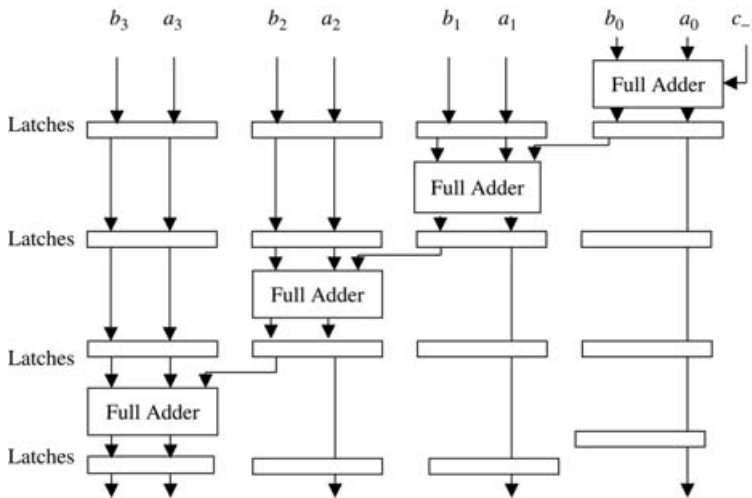 b₃ a₃ b₂ a₂ b₁ a₁ b₀ a₀ c₋
Full Adder
Latches
Full Adder
Latches
Full Adder
Latches
Full Adder
Latches